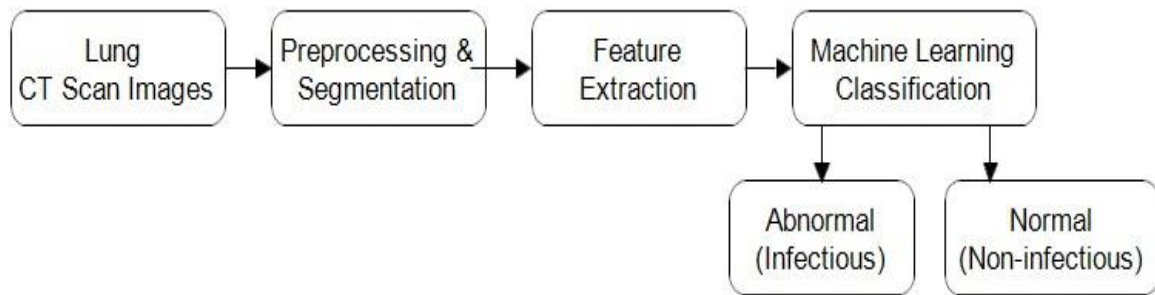 Lung
CT Scan Images
Preprocessing &
Segmentation
Feature
Extraction
Machine Learning
Classification
Abnormal
(Infectious)
Normal
(Non-infectious)